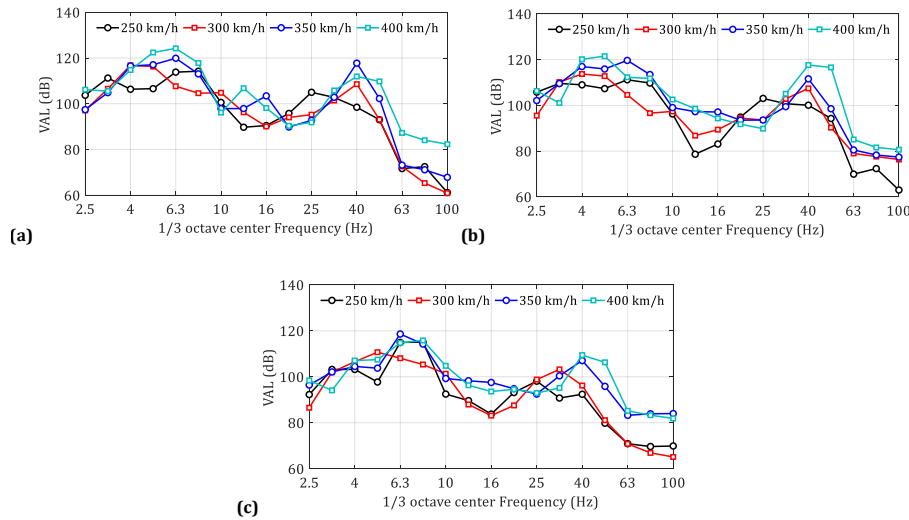 140
250 km/h 300 km/h 350 km/h 400 km/h
120
100
80
60
VAL (dB)
2.5 4 6.3 10 16 25 40 63 100
1/3 octave center Frequency (Hz)
(a)
140
250 km/h 300 km/h 350 km/h 400 km/h
120
100
80
60
VAL (dB)
2.5 4 6.3 10 16 25 40 63 100
1/3 octave center Frequency (Hz)
(b)
140
250 km/h 300 km/h 350 km/h 400 km/h
120
100
80
60
VAL (dB)
2.5 4 6.3 10 16 25 40 63 100
1/3 octave center Frequency (Hz)
(c)